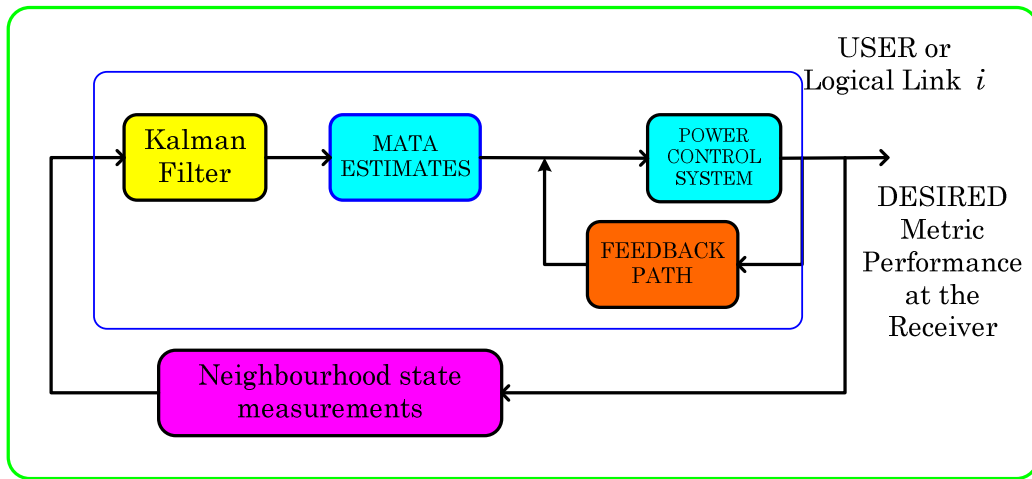 USER or
Logical Link i
Kalman
Filter
MATA
ESTIMATES
POWER
CONTROL
SYSTEM
FEEDBACK
PATH
DESIRED
Metric
Performance
at the
Receiver
Neighbourhood state
measurements